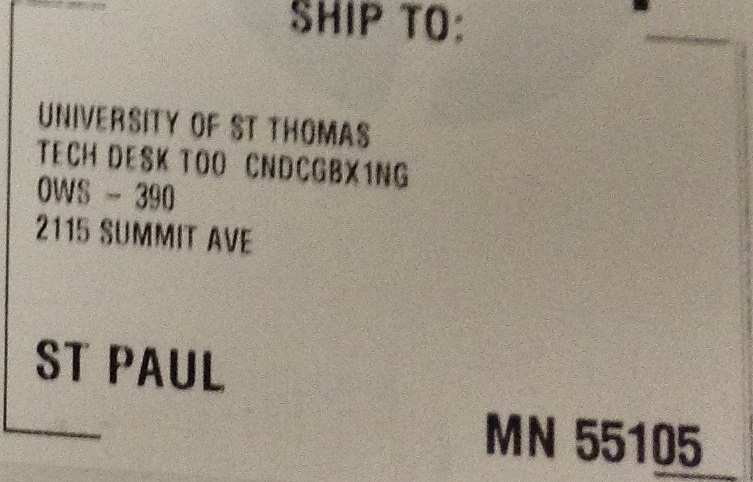 SHIP TO:
UNIVERSITY OF ST THOMAS
TECH DESK TOO CNDCGBX1NG
OWS - 390
2115 SUMMIT AVE
ST PAUL
MN 55105